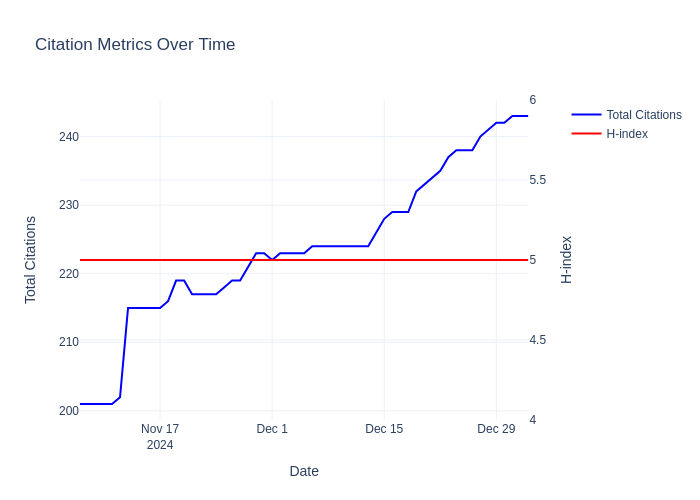 Citation Metrics Over Time
Total Citations
H-index
240
230
220
210
200
6
5.5
5
4.5
4
Total Citations
H-index
Nov 17
2024
Dec 1
Dec 15
Dec 29
Date